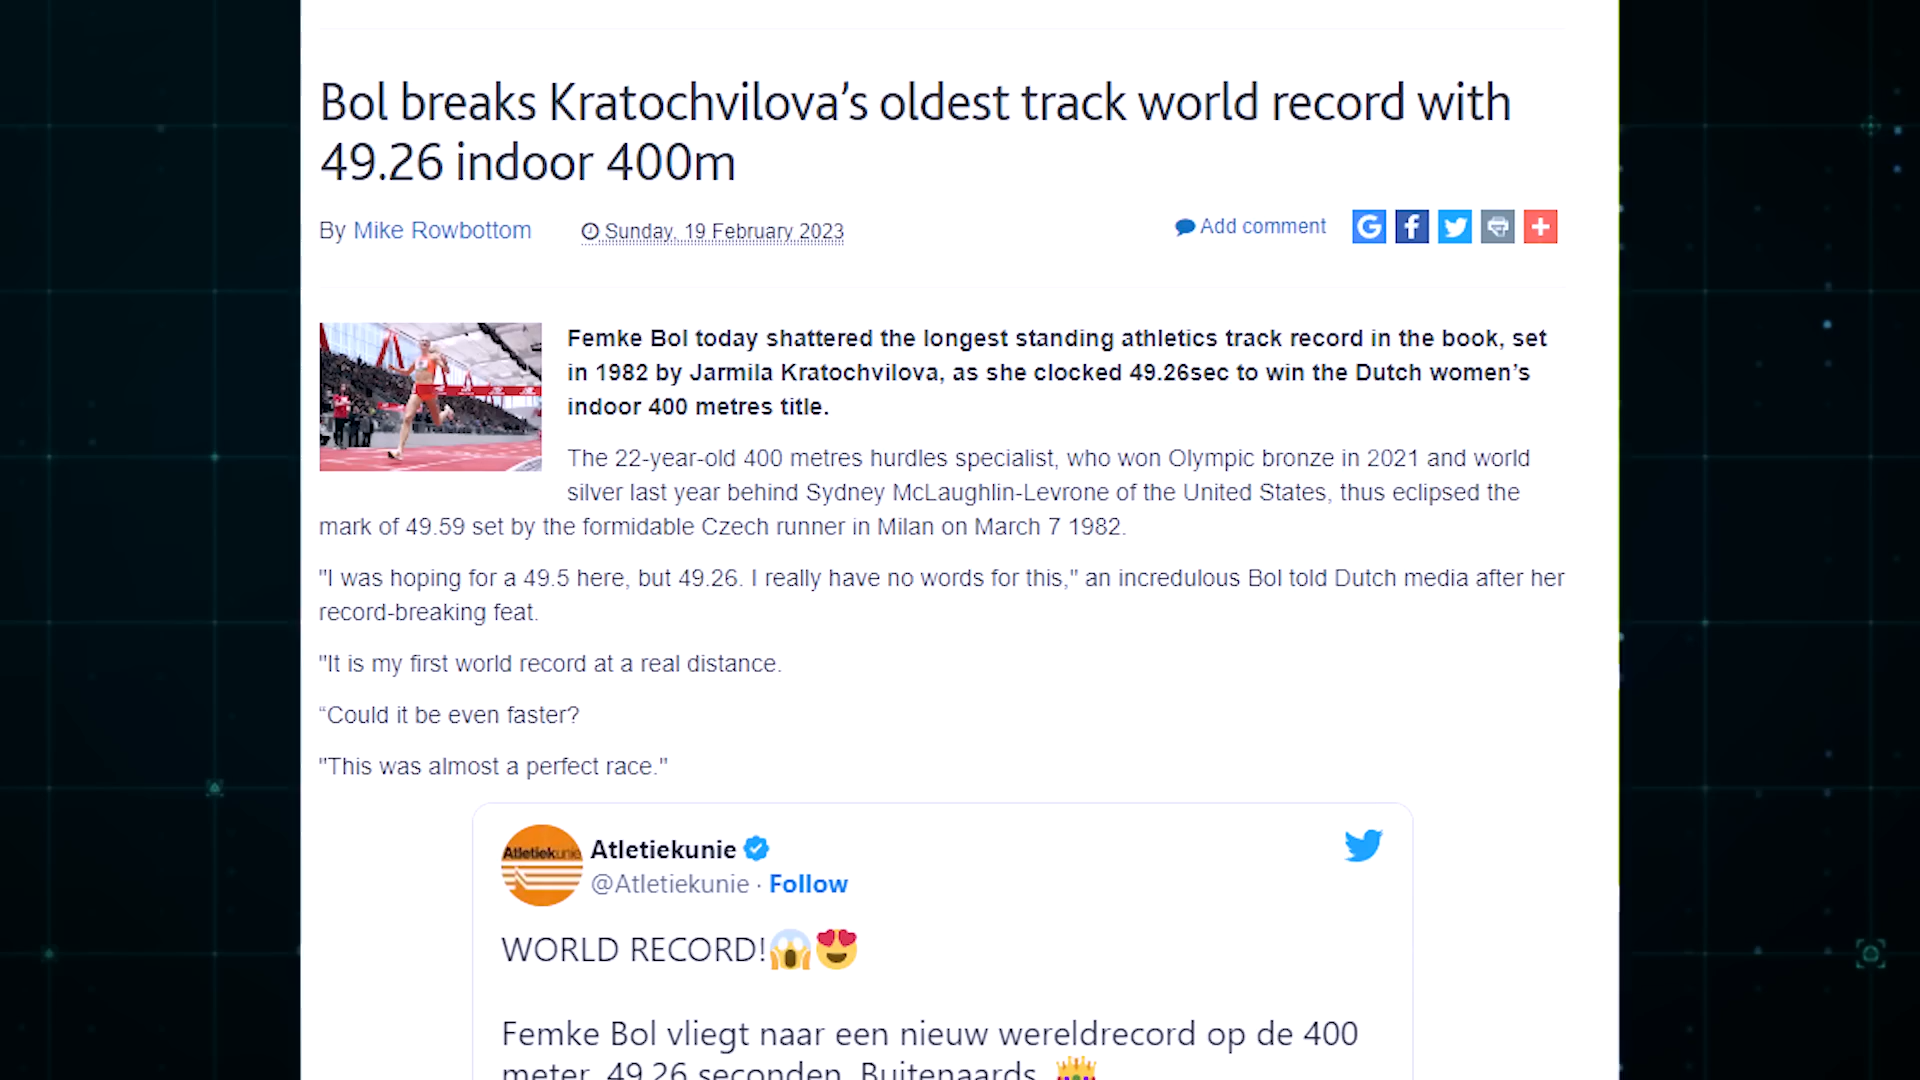 Bol breaks Kratochvilova’s oldest track world record with
49.26 indoor 400m
By Mike Rowbottom
Sunday, 19 February 2023
Add comment
Femke Bol today shattered the longest standing athletics track record in the book, set
in 1982 by Jarmila Kratochvilova, as she clocked 49.26sec to win the Dutch women’s
indoor 400 metres title.
The 22-year-old 400 metres hurdles specialist, who won Olympic bronze in 2021 and world
silver last year behind Sydney McLaughlin-Levrone of the United States, thus eclipsed the
mark of 49.59 set by the formidable Czech runner in Milan on March 7 1982.
"I was hoping for a 49.5 here, but 49.26. I really have no words for this," an incredulous Bol told Dutch media after her
record-breaking feat.
"It is my first world record at a real distance.
“Could it be even faster?
"This was almost a perfect race."
Atletiekunie
Atletiekunie
@Atletiekunie · Follow
WORLD RECORD!😱😍
Femke Bol vliegt naar een nieuw wereldrecord op de 400
meter. 49.26 seconden. Buitenaards. 👑